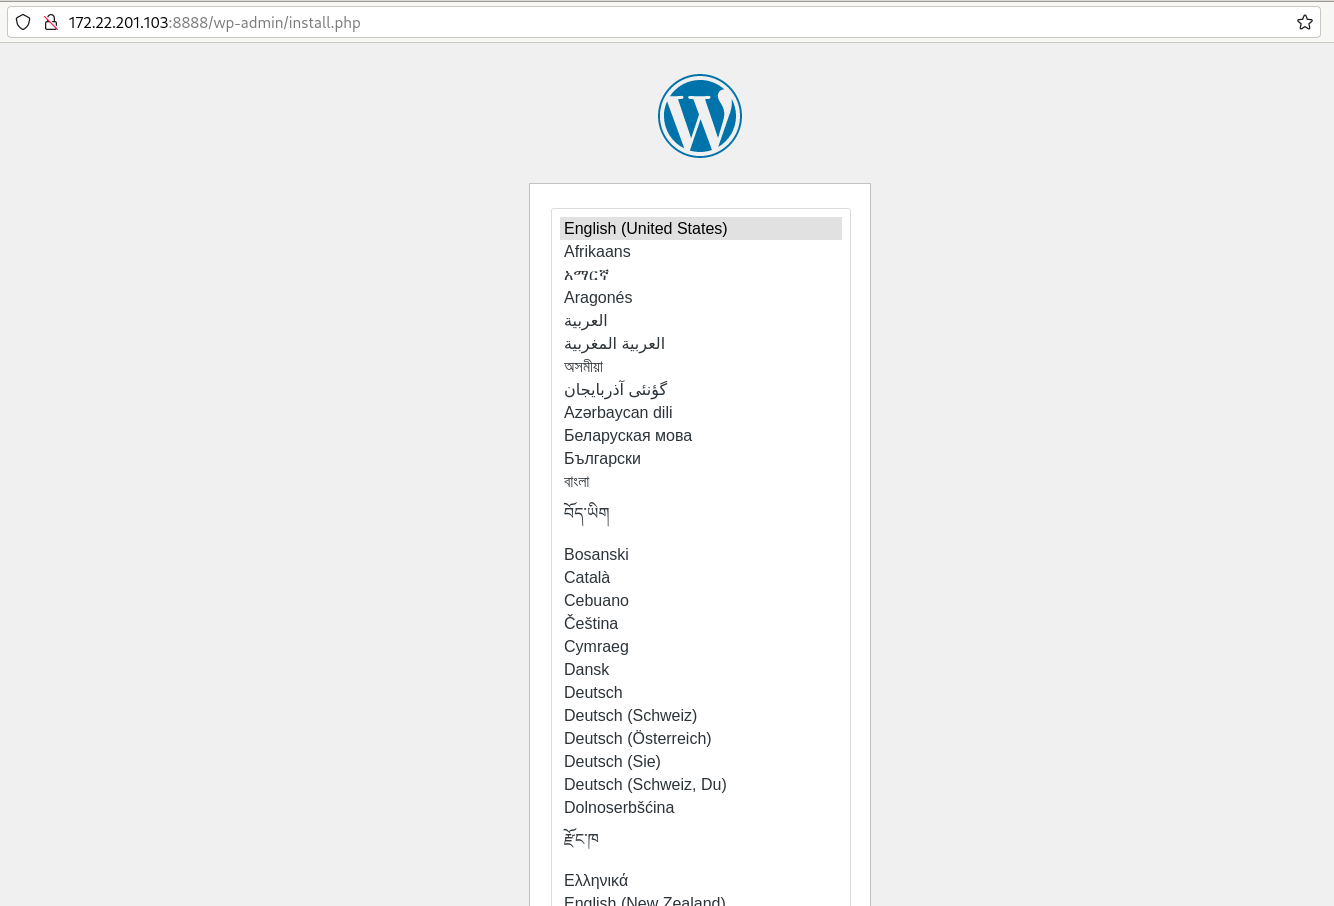 172.22.201.103:8888/wp-admin/install.php
English (United States)
Afrikaans
አማርኛ
Aragonés
العربية
العربية المغربية
অসমীয়া
گؤنئی آذربایجان
Azərbaycan dili
Беларуская мова
Български
বাংলা
བོད་ཡིག
Bosanski
Català
Cebuano
Čeština
Cymraeg
Dansk
Deutsch
Deutsch (Schweiz)
Deutsch (Österreich)
Deutsch (Sie)
Deutsch (Schweiz, Du)
Dolnoserbšćina
རྫོང་ཁ
Ελληνικά
English (New Zealand)